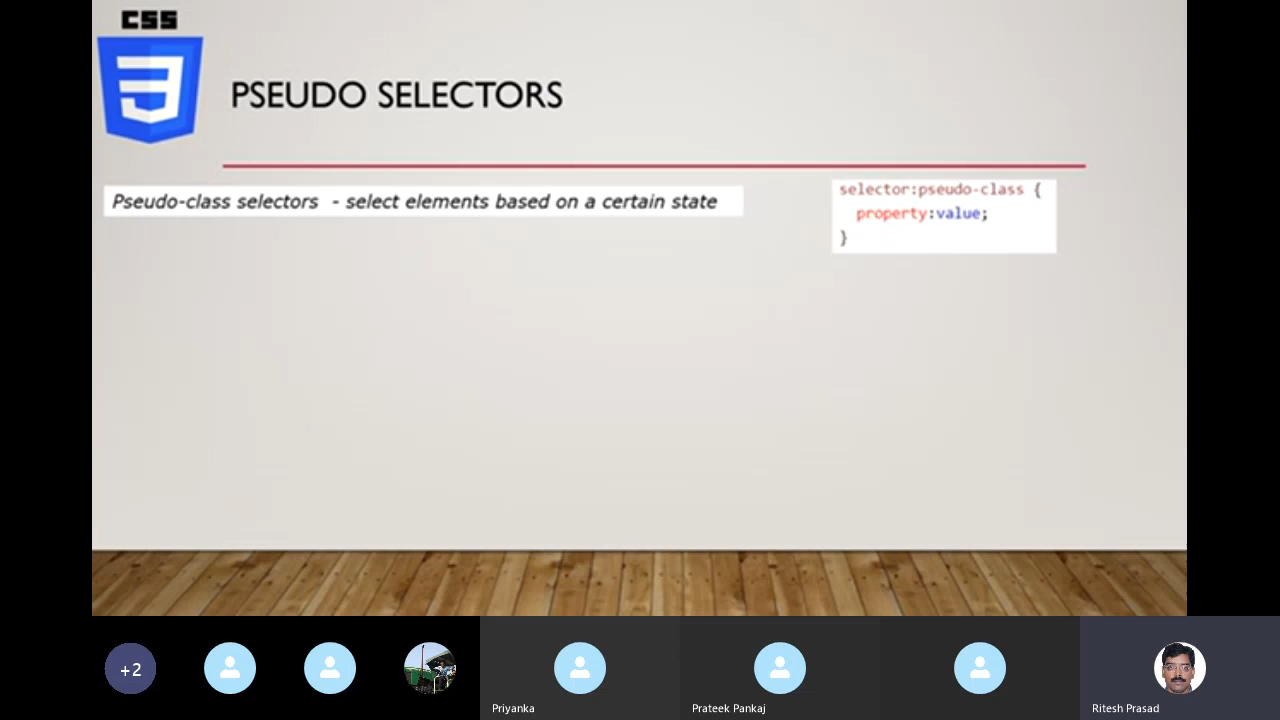 CSS
3
PSEUDO SELECTORS
Pseudo-class selectors - select elements based on a certain state
selector:pseudo-class {
property:value;
}
+2
Priyanka
Prateek Pankaj
Ritesh Prasad